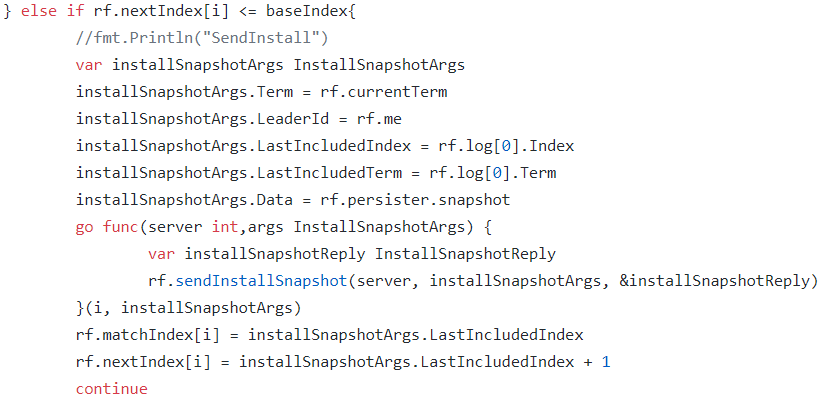 } else if rf.nextIndex[i] <= baseIndex{
//fmt.Println("SendInstall")
var installSnapshotArgs InstallSnapshotArgs
installSnapshotArgs.Term = rf.currentTerm
installSnapshotArgs.LeaderId = rf.me
installSnapshotArgs.LastIncludedIndex = rf.log[0].Index
installSnapshotArgs.LastIncludedTerm = rf.log[0].Term
installSnapshotArgs.Data = rf.persister.snapshot
go func(server int,args InstallSnapshotArgs) {
var installSnapshotReply InstallSnapshotReply
rf.sendInstallSnapshot(server, installSnapshotArgs, &installSnapshotReply)
}(i, installSnapshotArgs)
rf.matchIndex[i] = installSnapshotArgs.LastIncludedIndex
rf.nextIndex[i] = installSnapshotArgs.LastIncludedIndex + 1
continue